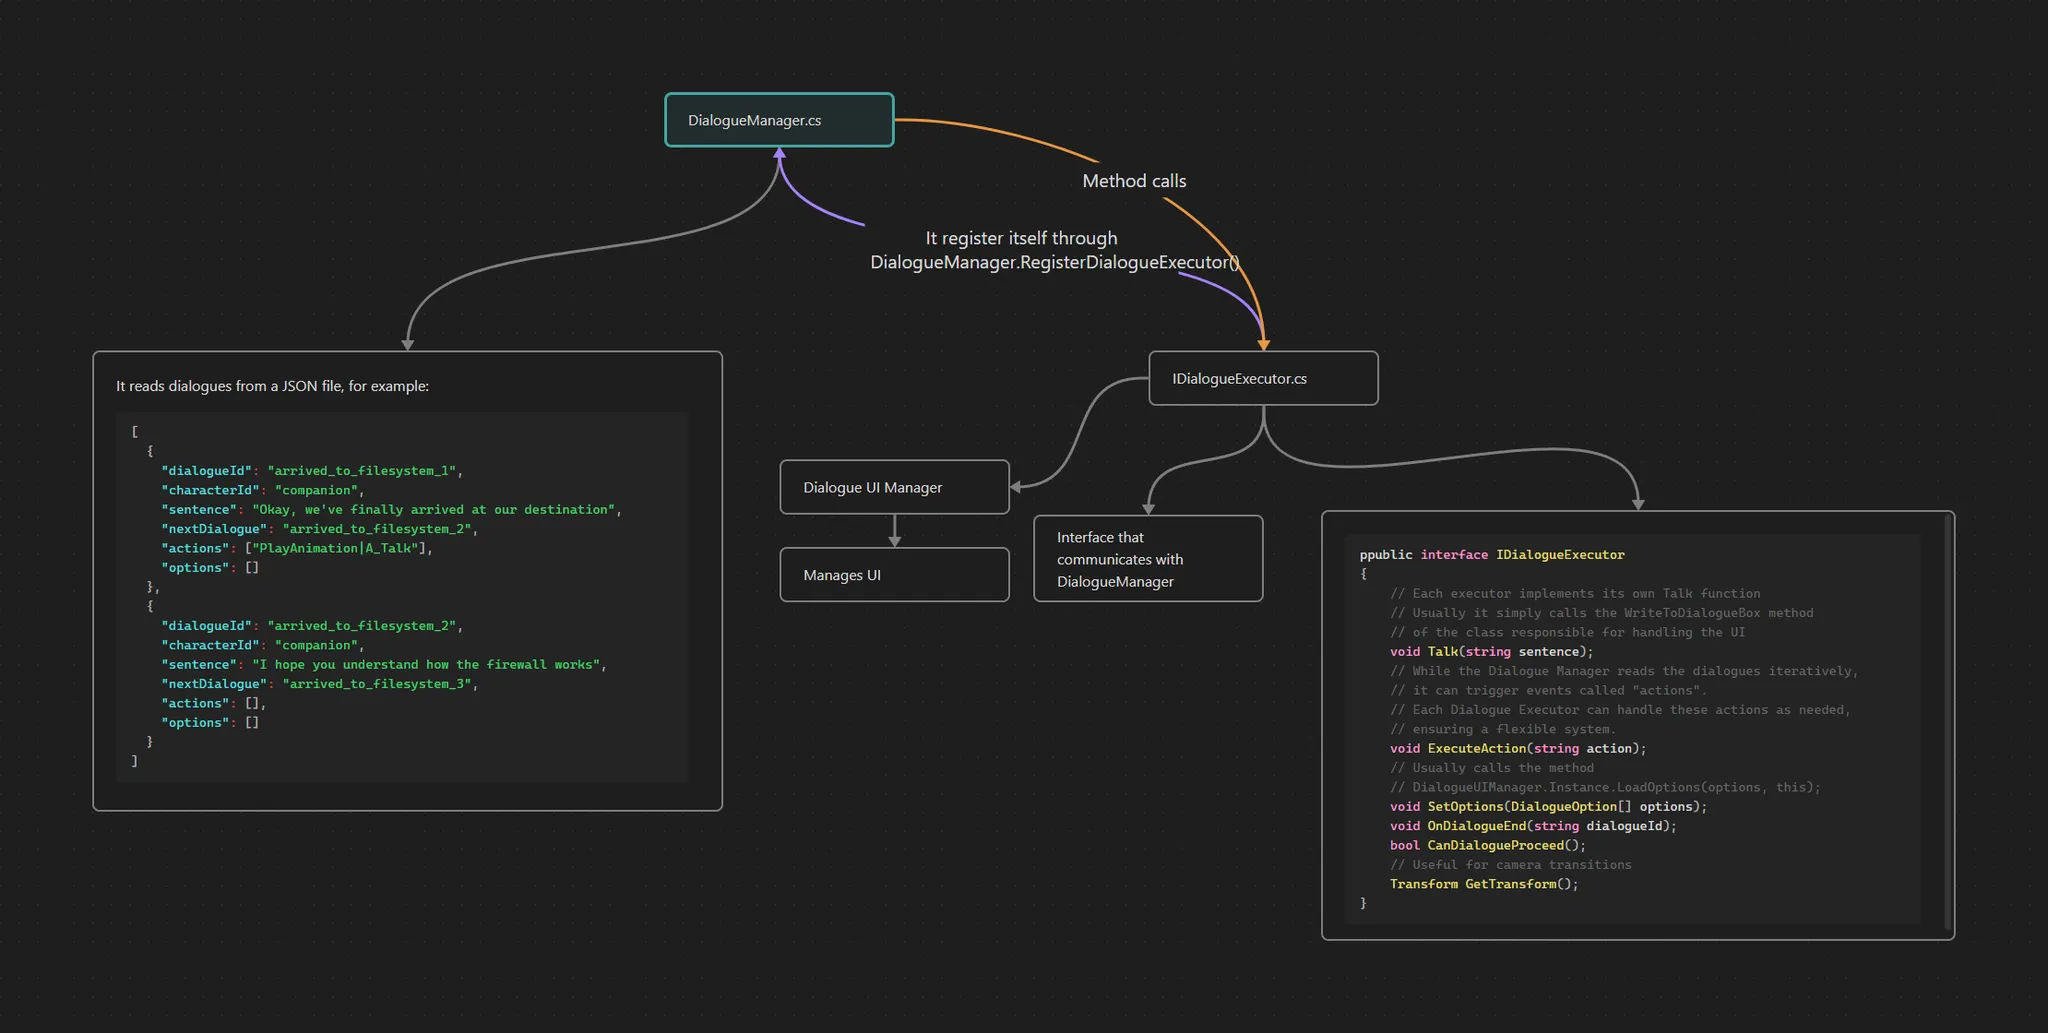 DialogueManager.cs
Method calls
It register itself through
DialogueManager.RegisterDialogueExecutor()
It reads dialogues from a JSON file, for example:
[
  {
    "dialogueId": "arrived_to_filesystem_1",
    "characterId": "companion",
    "sentence": "Okay, we've finally arrived at our destination",
    "nextDialogue": "arrived_to_filesystem_2",
    "actions": ["PlayAnimation|A_Talk"],
    "options": []
  },
  {
    "dialogueId": "arrived_to_filesystem_2",
    "characterId": "companion",
    "sentence": "I hope you understand how the firewall works",
    "nextDialogue": "arrived_to_filesystem_3",
    "actions": [],
    "options": []
  }
]
IDialogueExecutor.cs
Dialogue UI Manager
Manages UI
Interface that
communicates with
DialogueManager
ppublic interface IDialogueExecutor
{
    // Each executor implements its own Talk function
    // Usually it simply calls the WriteToDialogueBox method
    // of the class responsible for handling the UI
    void Talk(string sentence);
    // While the Dialogue Manager reads the dialogues iteratively,
    // it can trigger events called "actions".
    // Each Dialogue Executor can handle these actions as needed,
    // ensuring a flexible system.
    void ExecuteAction(string action);
    // Usually calls the method
    // DialogueUIManager.Instance.LoadOptions(options, this);
    void SetOptions(DialogueOption[] options);
    void OnDialogueEnd(string dialogueId);
    bool CanDialogueProceed();
    // Useful for camera transitions
    Transform GetTransform();
}